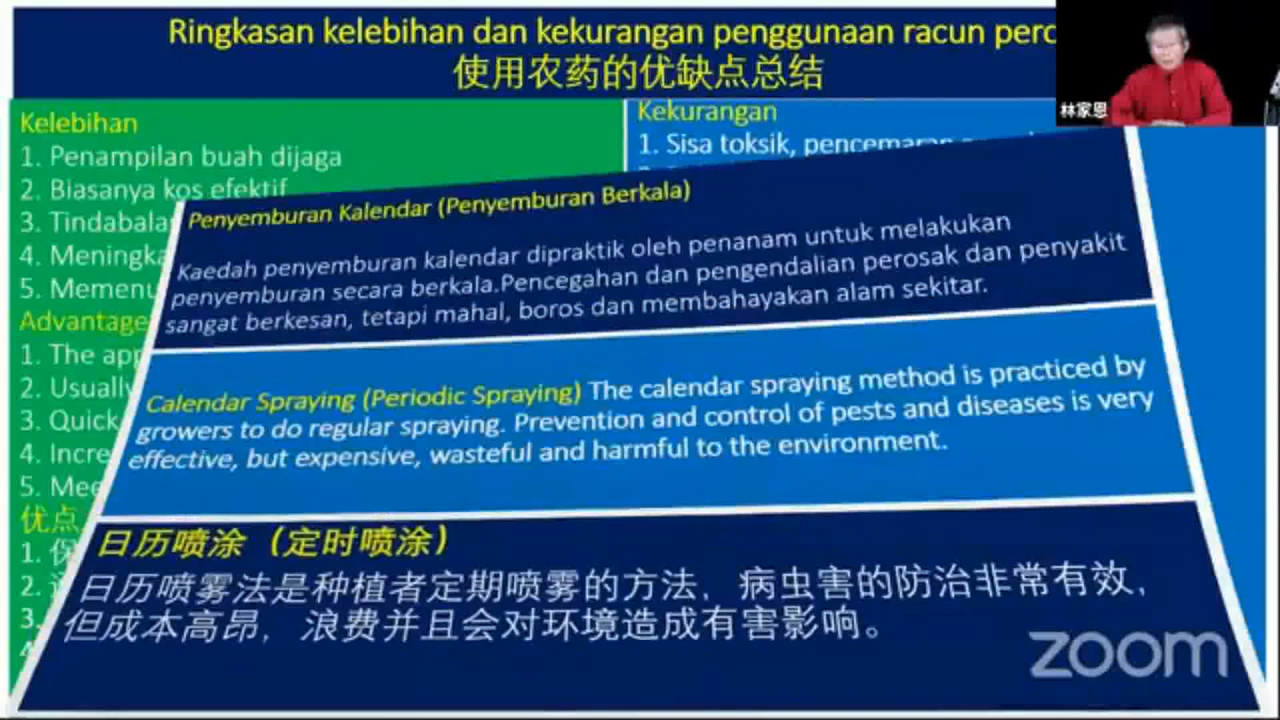 Ringkasan kelebihan dan kekurangan penggunaan racun
使用农药的优缺点总结
林家恩
Kelebihan
1. Penampilan buah dijaga
2. Biasanya kos efektif
3.
4.
5.
Advantage
1. The
2. Usually
3. Quick
4.
5.
优点
1. 保
2.
3.
Kekurangan
1. Sisa toksik, pencemaran
Penyemburan Kalendar (Penyemburan Berkala)
Kaedah penyemburan kalendar dipraktik oleh penanam untuk melakukan
penyemburan secara berkala.Pencegahan dan pengendalian perosak dan penyakit
sangat berkesan, tetapi mahal, boros dan membahayakan alam sekitar.
Calendar Spraying (Periodic Spraying) The calendar spraying method is practiced by
growers to do regular spraying. Prevention and control of pests and diseases is very
effective, but expensive, wasteful and harmful to the environment.
日历喷涂（定时喷涂）
日历喷雾法是种植者定期喷雾的方法，病虫害的防治非常有效，
但成本高昂，浪费并且会对环境造成有害影响。
zoom